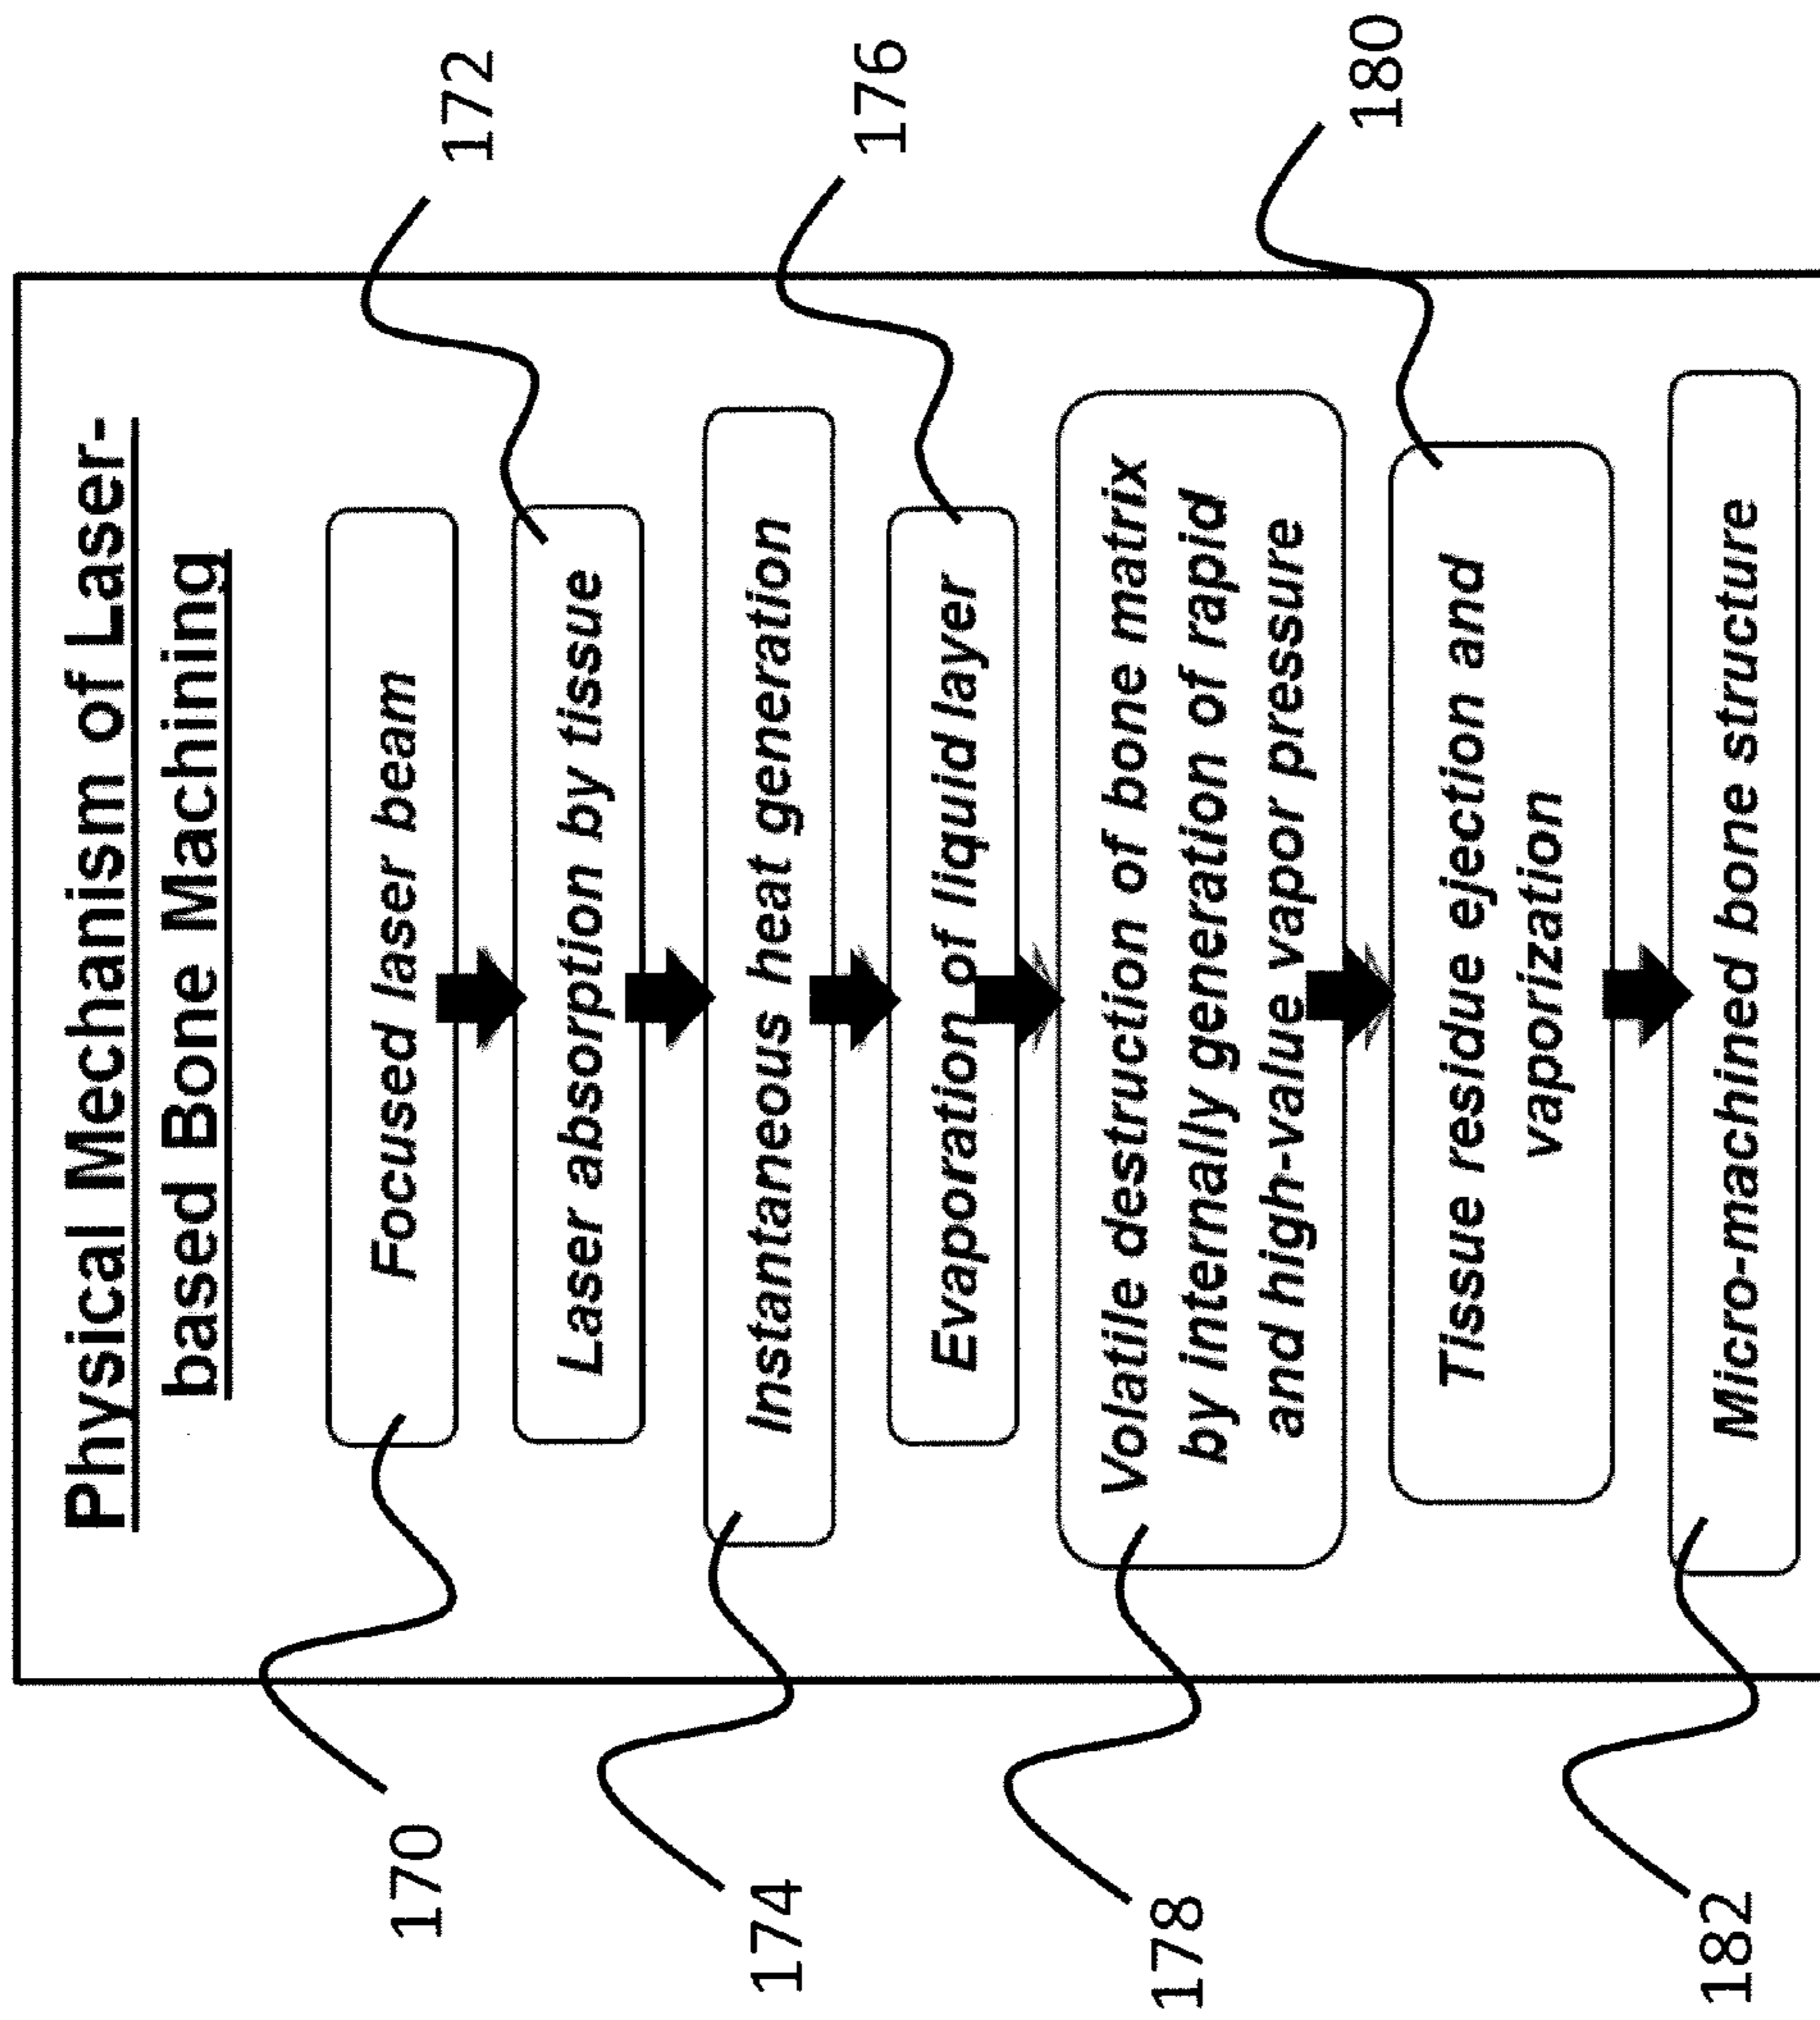 Physical Mechanism of Laser-
based Bone Machining
170
Focused laser beam
172
Laser absorption by tissue
174
Instantaneous heat generation
176
Evaporation of liquid layer
178
Volatile destruction of bone matrix
by internally generation of rapid
and high-value vapor pressure
180
Tissue residue ejection and
vaporization
182
Micro-machined bone structure